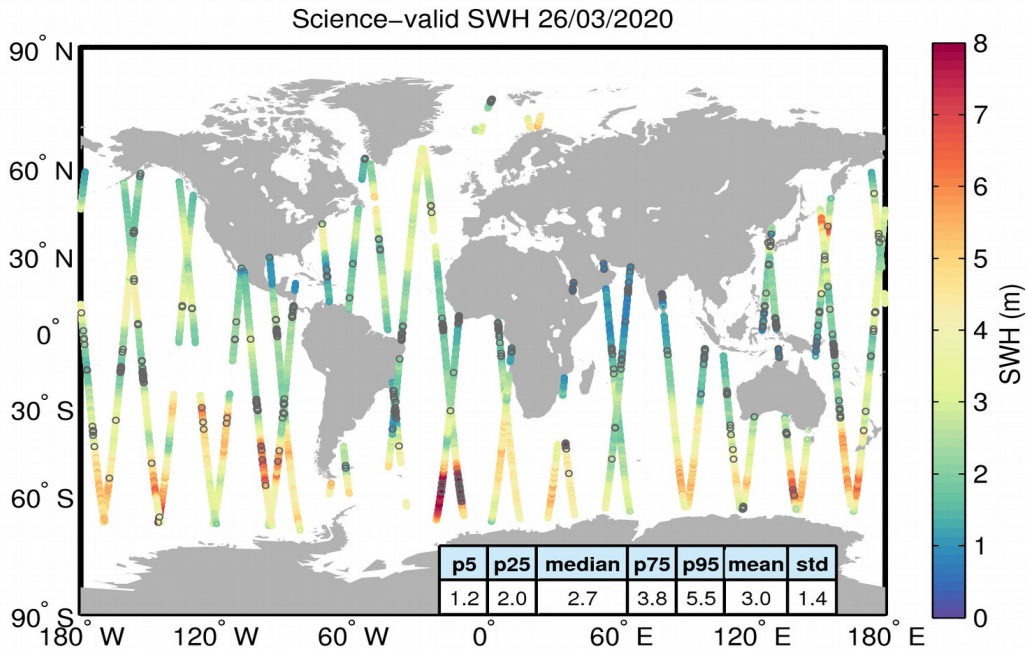 Science−valid SWH 26/03/2020
90° N
60° N
30° N
0°
30° S
60° S
90° S
180° W
120° W
60° W
0°
60° E
120° E
180° E
p5 p25 median p75 p95 mean std
1.2 2.0 2.7 3.8 5.5 3.0 1.4
8
7
6
5
4
3
2
1
0
SWH (m)